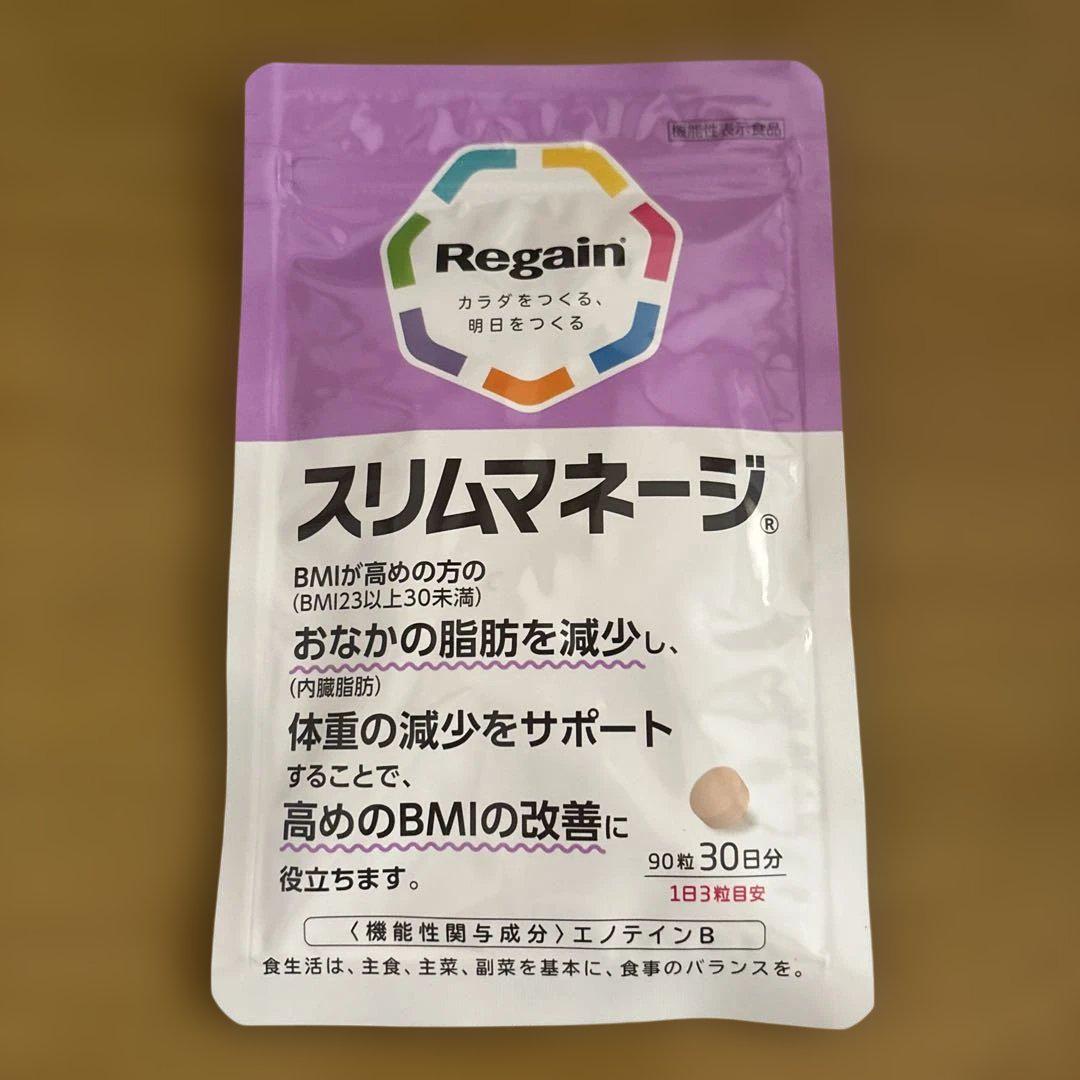 機能性表示食品
Regain®
カラダをつくる、
明日をつくる
スリムマネージ®
BMIが高めの方の
(BMI23以上30未満)
おなかの脂肪を減少し、
(内臓脂肪)
体重の減少をサポート
することで、
高めのBMIの改善に
役立ちます。
90粒30日分
1日3粒目安
〈機能性関与成分〉エノテインB
食生活は、主食、主菜、副菜を基本に、食事のバランスを。